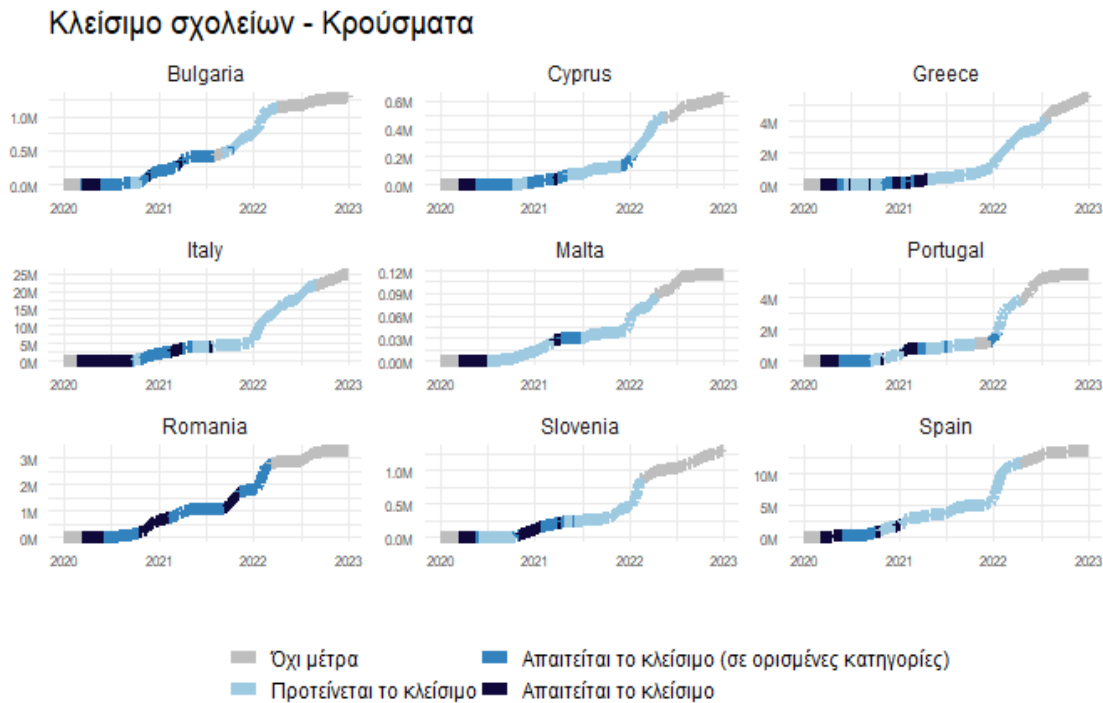 Κλείσιμο σχολείων - Κρούσματα
Bulgaria Cyprus Greece
1.0M
0.5M
0.0M
2020 2021 2022 2023
0.6M
0.4M
0.2M
0.0M
2020 2021 2022 2023
4M
2M
0M
2020 2021 2022 2023
Italy Malta Portugal
25M
20M
15M
10M
5M
0M
2020 2021 2022 2023
0.12M
0.09M
0.06M
0.03M
0.00M
2020 2021 2022 2023
4M
2M
0M
2020 2021 2022 2023
Romania Slovenia Spain
3M
2M
1M
0M
2020 2021 2022 2023
1.0M
0.5M
0.0M
2020 2021 2022 2023
10M
5M
0M
2020 2021 2022 2023
Όχι μέτρα Απαιτείται το κλείσιμο (σε ορισμένες κατηγορίες)
Προτείνεται το κλείσιμο Απαιτείται το κλείσιμο